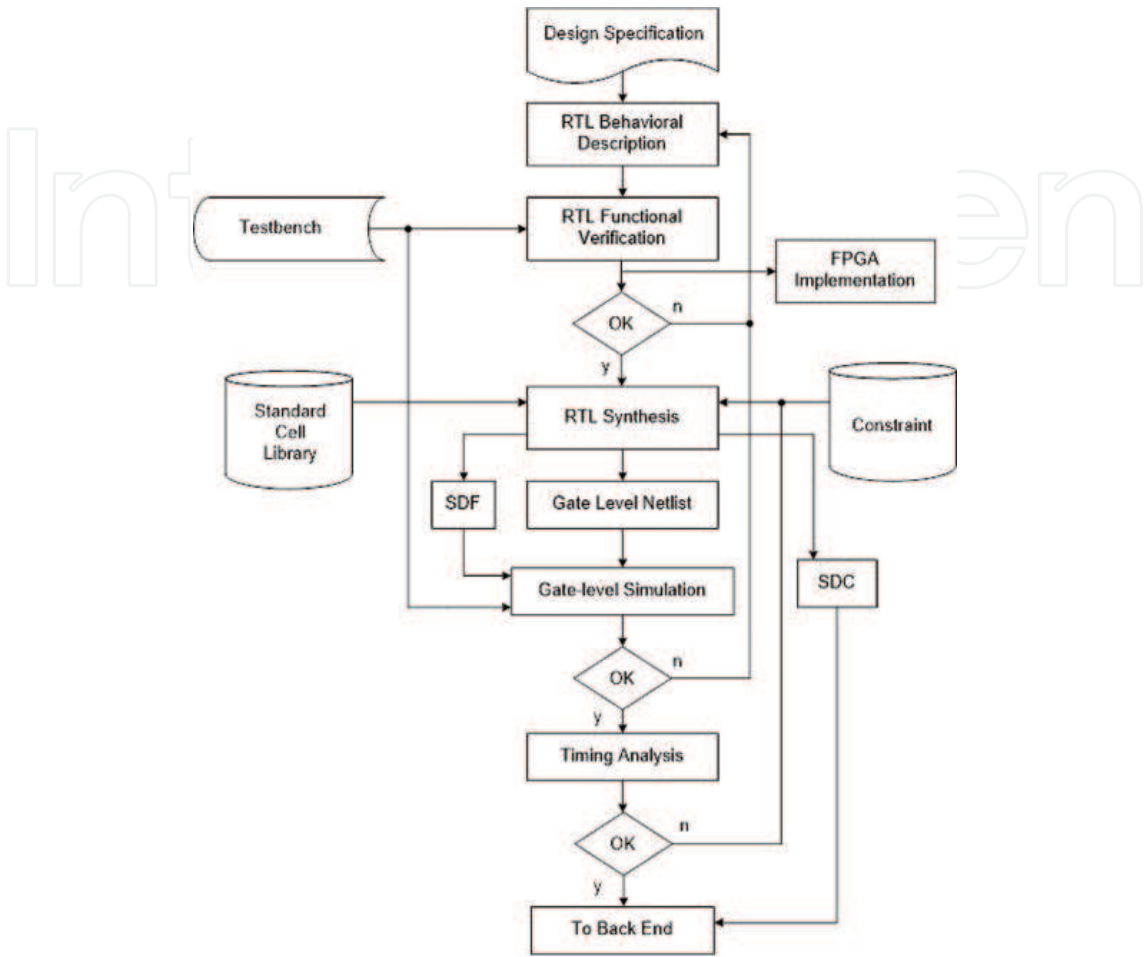 Design Specification
RTL Behavioral
Description
Testbench
RTL Functional
Verification
FPGA
Implementation
OK
n
y
Standard
Cell
Library
RTL Synthesis
Constraint
SDF
Gate Level Netlist
Gate-level Simulation
SDC
OK
n
y
Timing Analysis
OK
n
y
To Back End